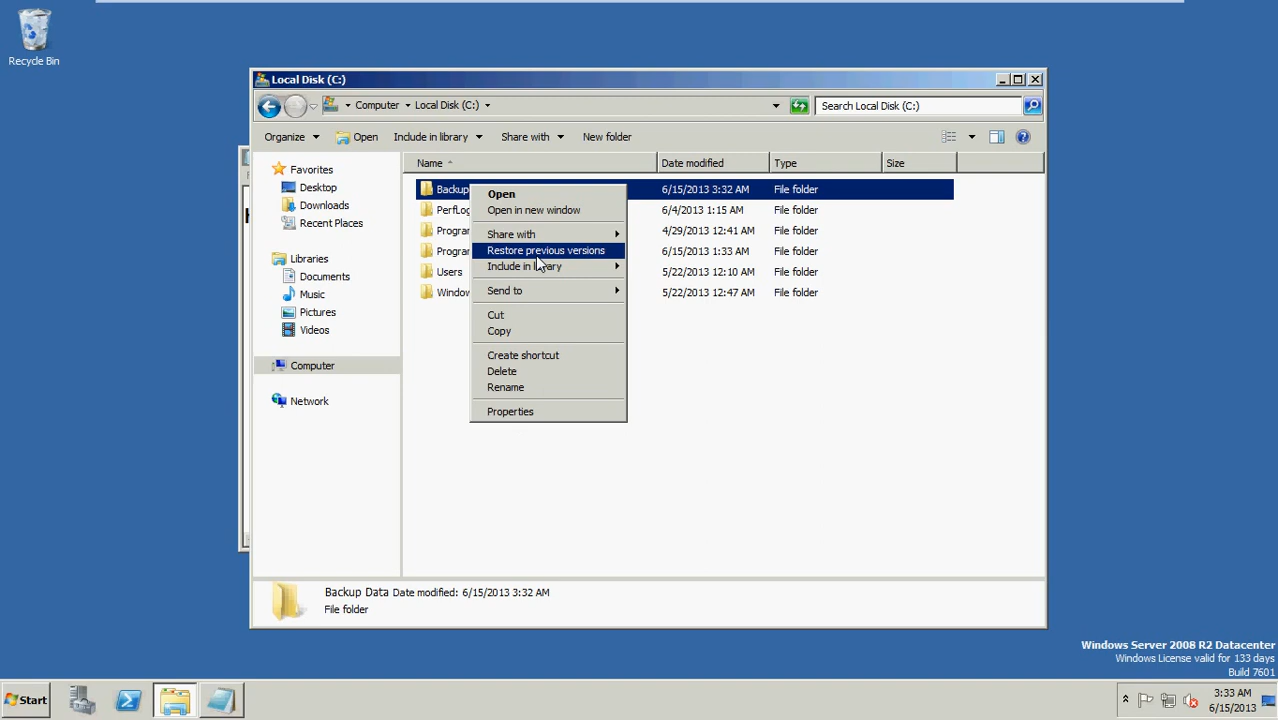 Recycle Bin
Local Disk (C:)
Computer Local Disk (C:)
Search Local Disk (C:)
Organize Open Include in library Share with New folder
Name Date modified Type Size
Favorites
Desktop
Downloads
Recent Places
Libraries
Documents
Music
Pictures
Videos
Computer
Network
Backup 6/15/2013 3:32 AM File folder
PerfLog 6/4/2013 1:15 AM File folder
Program 4/29/2013 12:41 AM File folder
Program 6/15/2013 1:33 AM File folder
Users 5/22/2013 12:10 AM File folder
Window 5/22/2013 12:47 AM File folder
Open
Open in new window
Share with
Restore previous versions
Include in library
Send to
Cut
Copy
Create shortcut
Delete
Rename
Properties
Backup Data Date modified: 6/15/2013 3:32 AM
File folder
Windows Server 2008 R2 Datacenter
Windows License valid for 133 days
Build 7601
Start
3:33 AM
6/15/2013